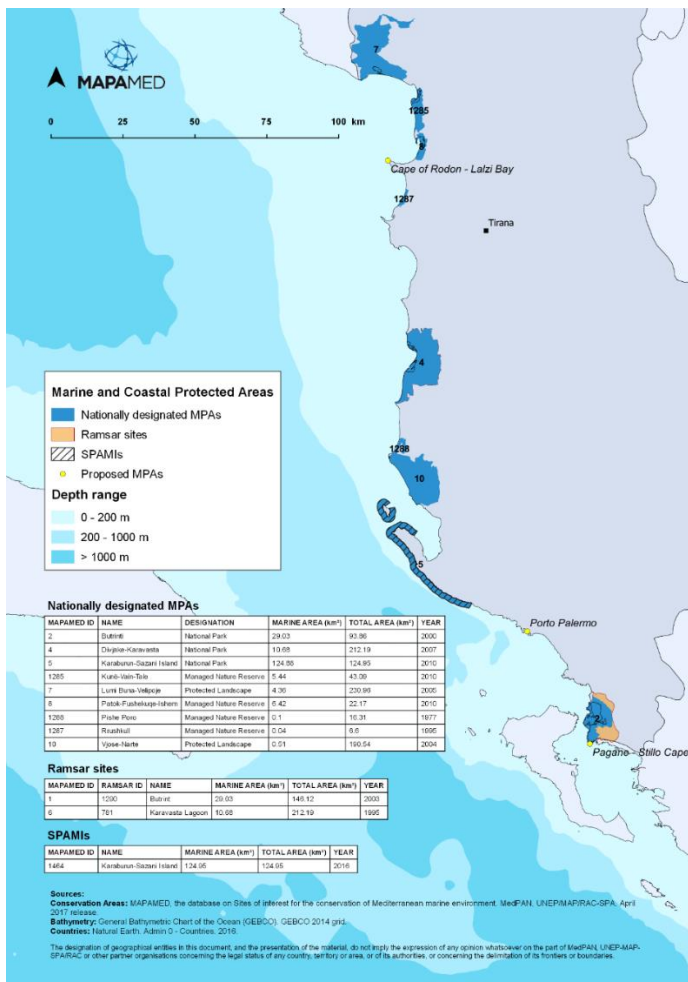 7
MAPAMED
0 25 50 75 100 km
1285
8
Cape of Rodon - Lalzi Bay
1287
Tirana
4
Marine and Coastal Protected Areas
Nationally designated MPAs
Ramsar sites
SPAMIs
Proposed MPAs
Depth range
0 - 200 m
200 - 1000 m
> 1000 m
1288
10
5
Nationally designated MPAs
MAPAMED ID NAME DESIGNATION MARINE AREA (km²) TOTAL AREA (km²) YEAR
2 Butrinti National Park 29.03 93.86 2000
4 Divjake-Karavasta National Park 10.68 212.19 2007
5 Karaburun-Sazani Island National Park 124.88 124.95 2010
1285 Kune-Vain-Tale Managed Nature Reserve 5.44 43.09 2010
7 Lumi Buna-Velipoje Protected Landscape 4.36 230.96 2005
8 Patok-Fushekuqe-Ishem Managed Nature Reserve 6.42 22.17 2010
1288 Pishe Poro Managed Nature Reserve 0.1 16.31 1977
1287 Rrushkull Managed Nature Reserve 0.04 6.6 1995
10 Vjose-Narte Protected Landscape 0.51 190.54 2004
Porto Palermo
2
Pagane - Stillo Cape
Ramsar sites
MAPAMED ID RAMSAR ID NAME MARINE AREA (km²) TOTAL AREA (km²) YEAR
1 1290 Butrint 29.03 146.12 2003
6 781 Karavasta Lagoon 10.68 212.19 1995
SPAMIs
MAPAMED ID NAME MARINE AREA (km²) TOTAL AREA (km²) YEAR
1464 Karaburun-Sazani Island 124.95 124.95 2016
Sources:
Conservation Areas: MAPAMED, the database on Sites of interest for the conservation of Mediterranean marine environment. MedPAN, UNEP/MAP/RAC-SPA. April
2017 release.
Bathymetry: General Bathymetric Chart of the Ocean (GEBCO). GEBCO 2014 grid.
Countries: Natural Earth. Admin 0 - Countries. 2016.
The designation of geographical entities in this document, and the presentation of the material, do not imply the expression of any opinion whatsoever on the part of MedPAN, UNEP-MAP-
SPA/RAC or other partner organisations concerning the legal status of any country, territory or area, or of its authorities, or concerning the delimitation of its frontiers or boundaries.